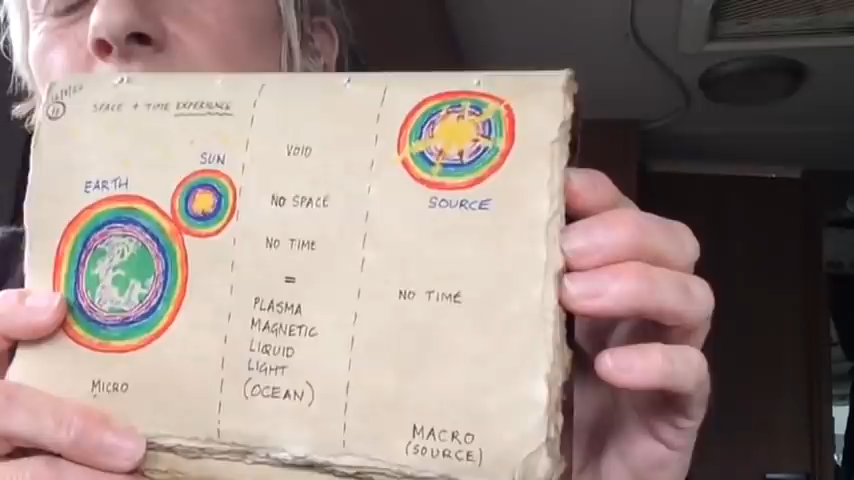 11
SPACE + TIME EXPERIENCE
SUN
EARTH
MICRO
VOID
NO SPACE
NO TIME
=
PLASMA
MAGNETIC
LIQUID
LIGHT
(OCEAN)
SOURCE
NO TIME
MACRO
(SOURCE)